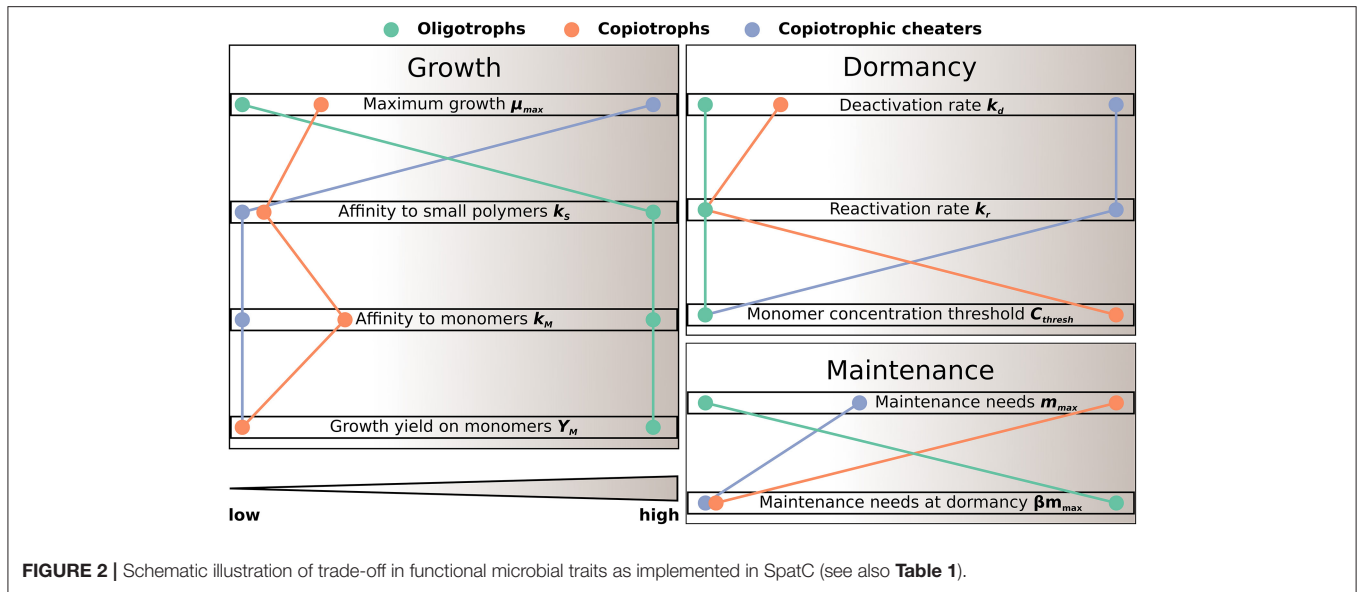 Oligotrophs Copiotrophs Copiotrophic cheaters
Growth
Maximum growth μmax
Affinity to small polymers kS
Affinity to monomers kM
Growth yield on monomers YM
low high
Dormancy
Deactivation rate kd
Reactivation rate kr
Monomer concentration threshold Cthresh
Maintenance
Maintenance needs mmax
Maintenance needs at dormancy βmmax
FIGURE 2 | Schematic illustration of trade-off in functional microbial traits as implemented in SpatC (see also Table 1).